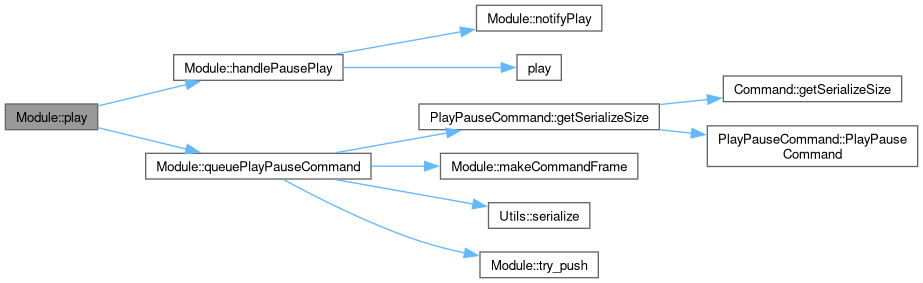 Module::play
Module::handlePausePlay
Module::notifyPlay
play
Module::queuePlayPauseCommand
PlayPauseCommand::getSerializeSize
Command::getSerializeSize
PlayPauseCommand::PlayPause
Command
Module::makeCommandFrame
Utils::serialize
Module::try_push